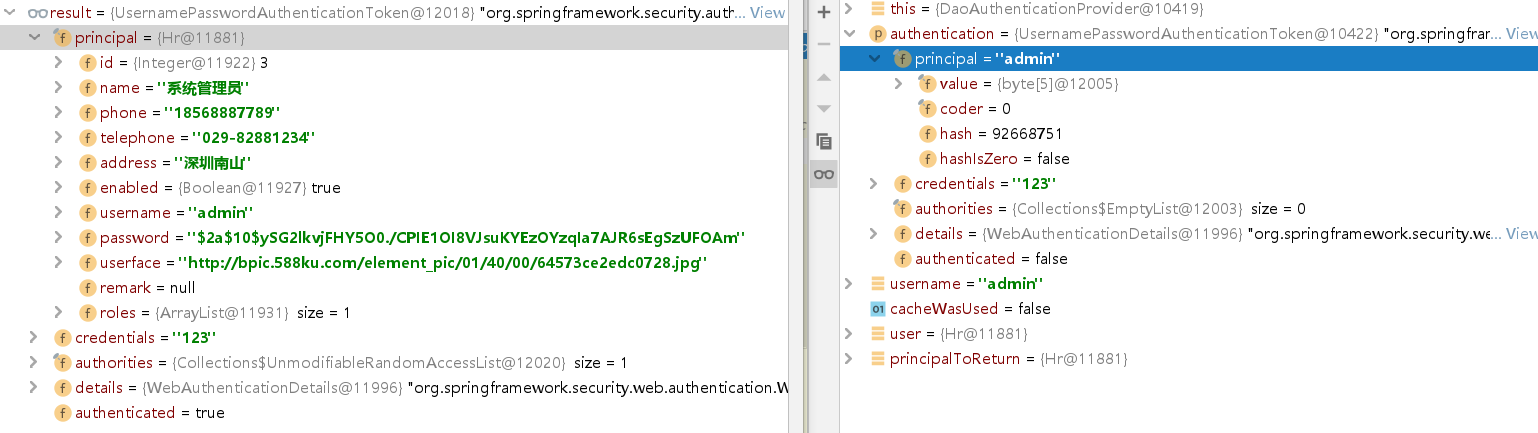 result = {UsernamePasswordAuthenticationToken@12018} "org.springframework.security.auth... View
principal = {Hr@11881}
id = {Integer@11922} 3
name = "系统管理员"
phone = "18568887789"
telephone = "029-82881234"
address = "深圳南山"
enabled = {Boolean@11927} true
username = "admin"
password = "$2a$10$ySG2lkvjFHY5O0./CPIE1OI8VJsuKYEzOYzqIa7AJR6sEgSzUFOAm"
userface = "http://bpic.588ku.com/element_pic/01/40/00/64573ce2edc0728.jpg"
remark = null
roles = {ArrayList@11931} size = 1
credentials = "123"
authorities = {Collections$UnmodifiableRandomAccessList@12020} size = 1
details = {WebAuthenticationDetails@11996} "org.springframework.security.web.authentication.W
authenticated = true
this = {DaoAuthenticationProvider@10419}
authentication = {UsernamePasswordAuthenticationToken@10422} "org.springfrar... View
principal = "admin"
value = {byte[5]@12005}
coder = 0
hash = 92668751
hashIsZero = false
credentials = "123"
authorities = {Collections$EmptyList@12003} size = 0
details = {WebAuthenticationDetails@11996} "org.springframework.security.we... View
authenticated = false
username = "admin"
01 cacheWasUsed = false
user = {Hr@11881}
principalToReturn = {Hr@11881}